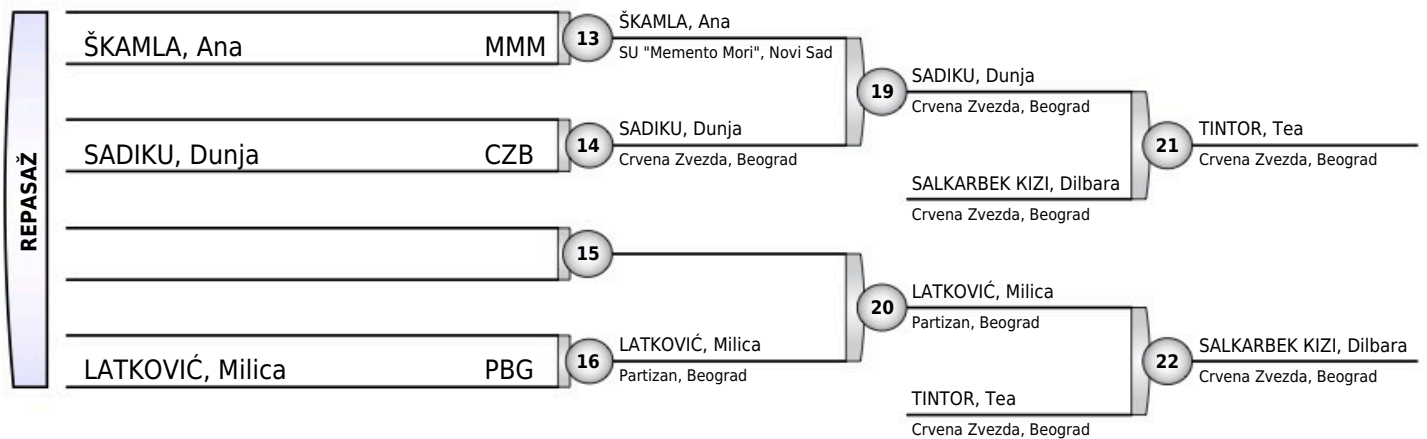 REPASAŽ
ŠKAMLA, Ana MMM
13
ŠKAMLA, Ana
SU "Memento Mori", Novi Sad
SADIKU, Dunja CZB
14
SADIKU, Dunja
Crvena Zvezda, Beograd
15
LATKOVIĆ, Milica PBG
16
LATKOVIĆ, Milica
Partizan, Beograd
19
SADIKU, Dunja
Crvena Zvezda, Beograd
SALKARBEK KIZI, Dilbara
Crvena Zvezda, Beograd
20
LATKOVIĆ, Milica
Partizan, Beograd
TINTOR, Tea
Crvena Zvezda, Beograd
21
TINTOR, Tea
Crvena Zvezda, Beograd
22
SALKARBEK KIZI, Dilbara
Crvena Zvezda, Beograd